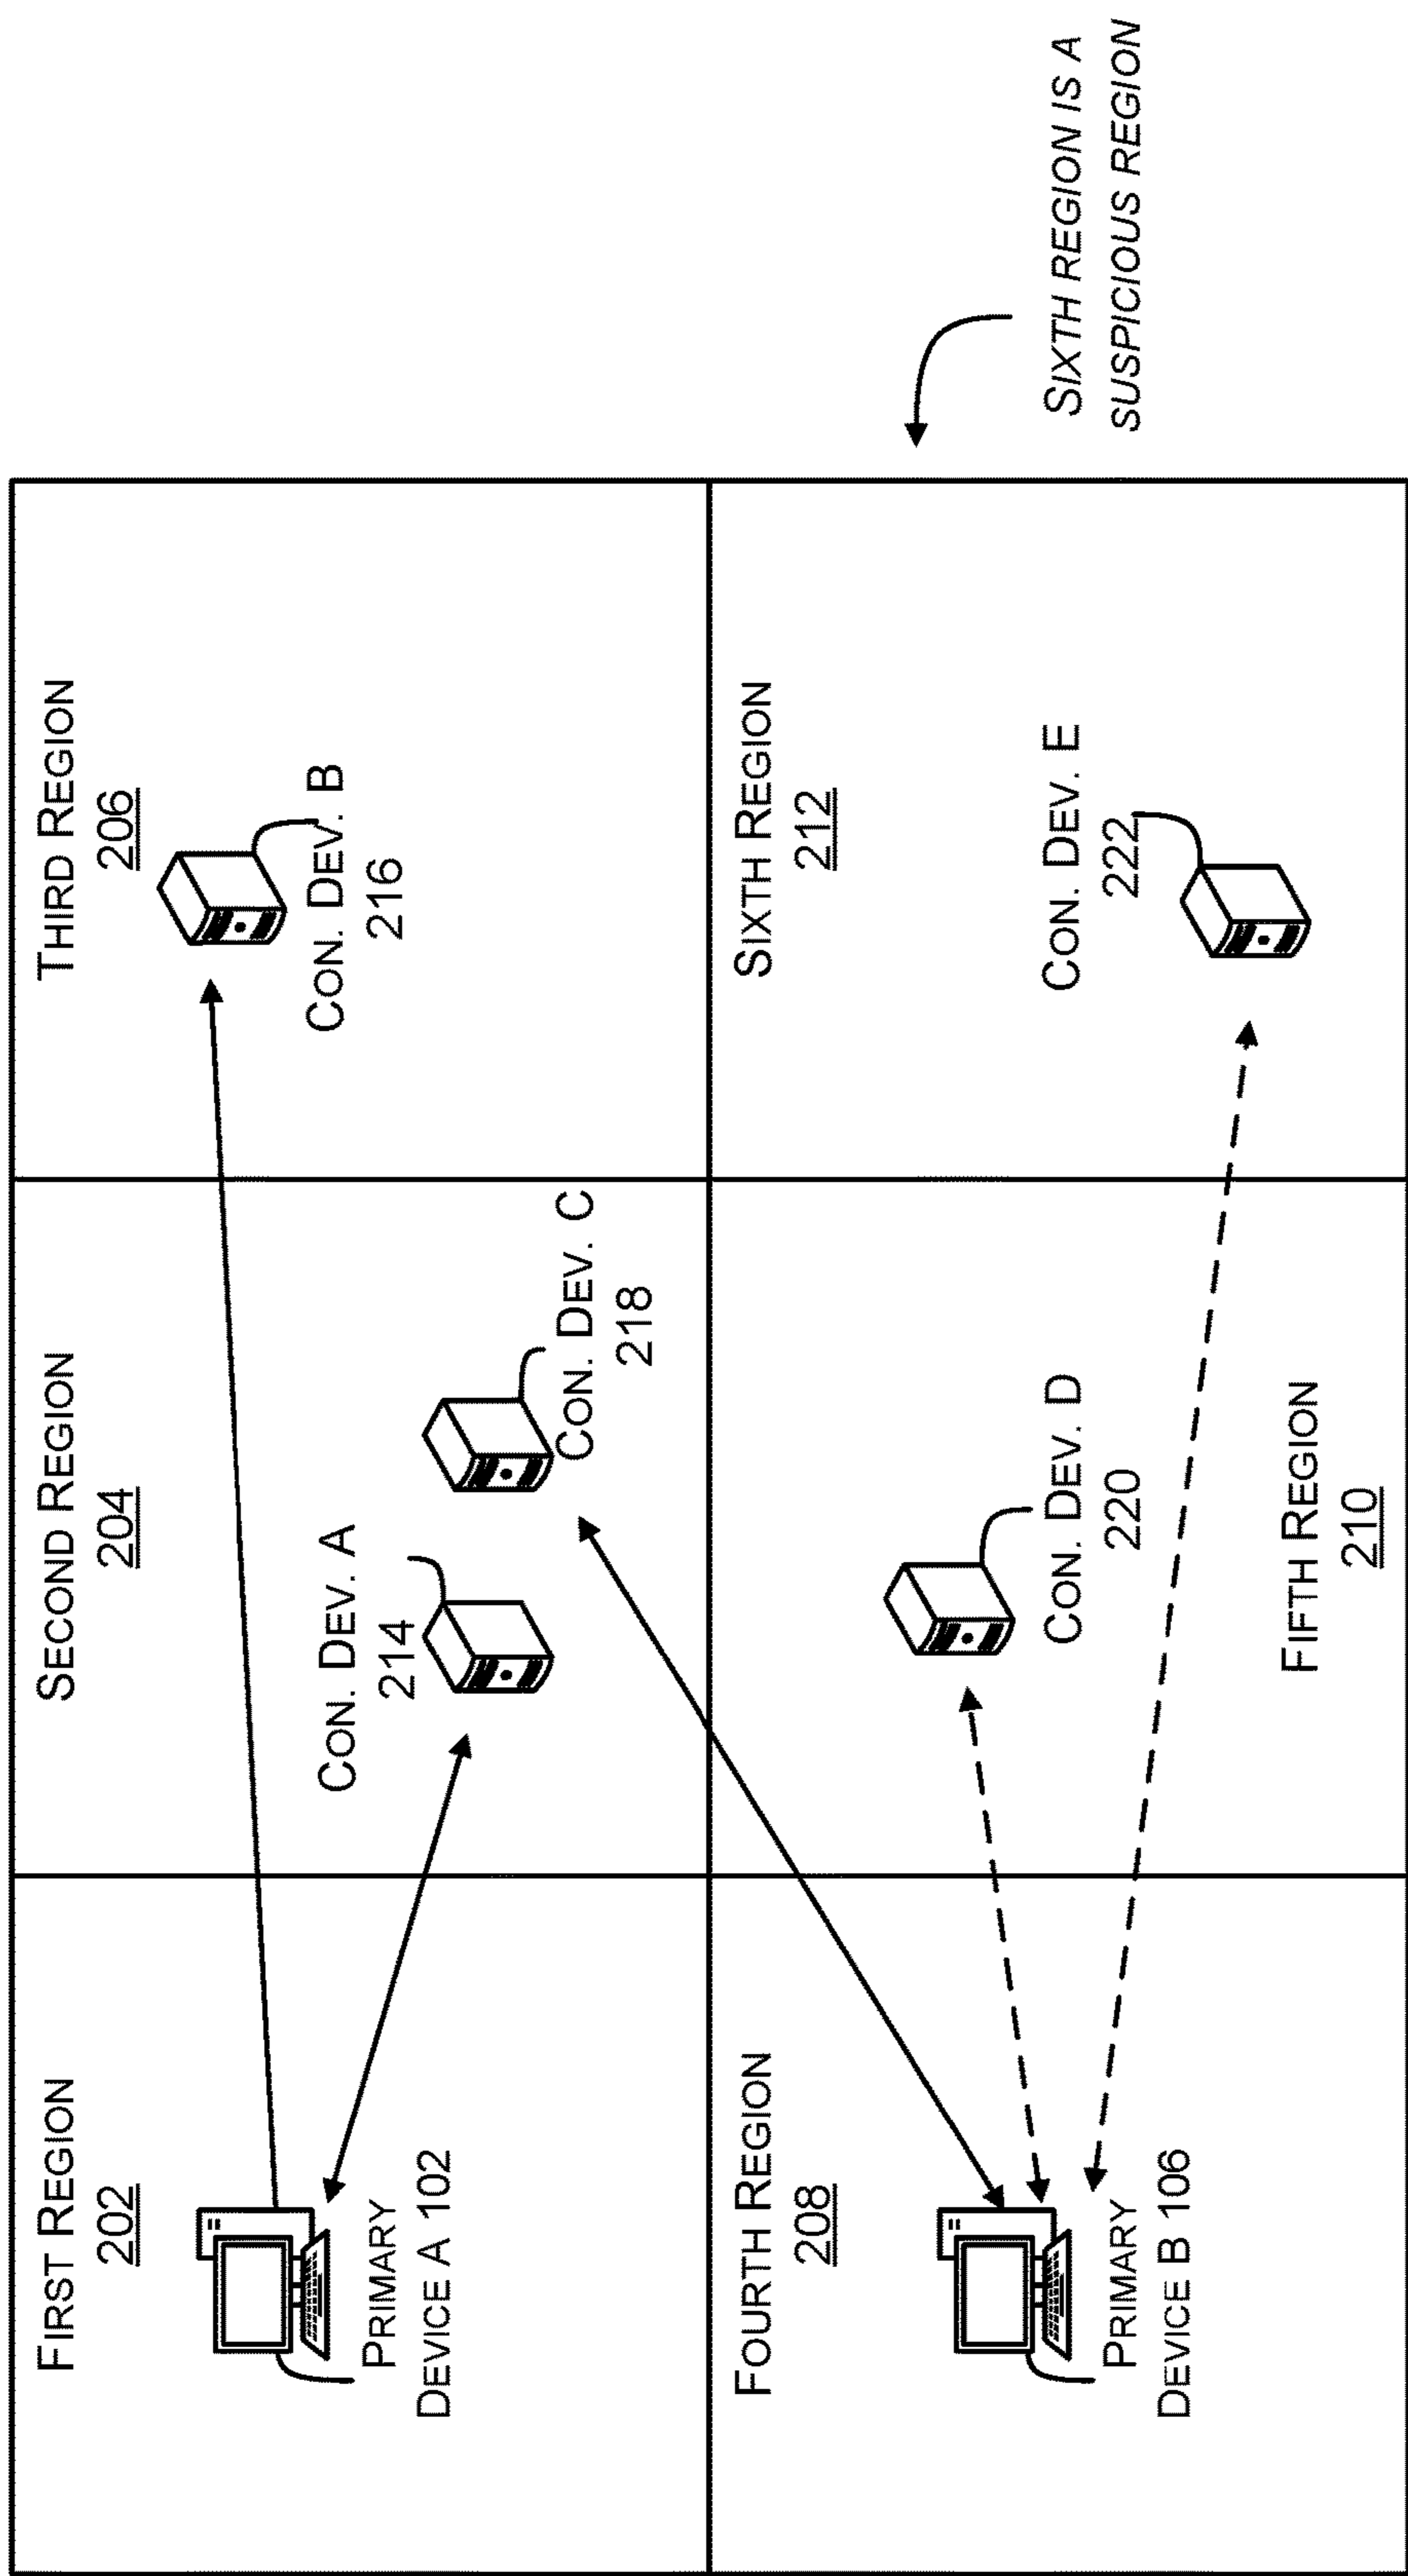 FIRST REGION
202
PRIMARY
DEVICE A 102
SECOND REGION
204
CON. DEV. A
214
CON. DEV. C
218
THIRD REGION
206
CON. DEV. B
216
FOURTH REGION
208
PRIMARY
DEVICE B 106
CON. DEV. D
220
FIFTH REGION
210
SIXTH REGION
212
CON. DEV. E
222
SIXTH REGION IS A
SUSPICIOUS REGION